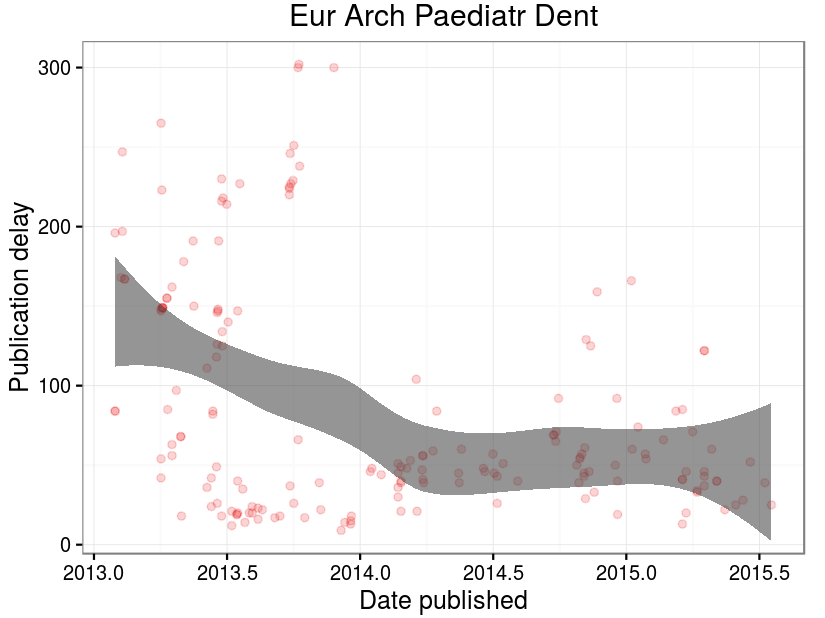 Eur Arch Paediatr Dent
Publication delay
300
200
100
0
2013.0 2013.5 2014.0 2014.5 2015.0 2015.5
Date published